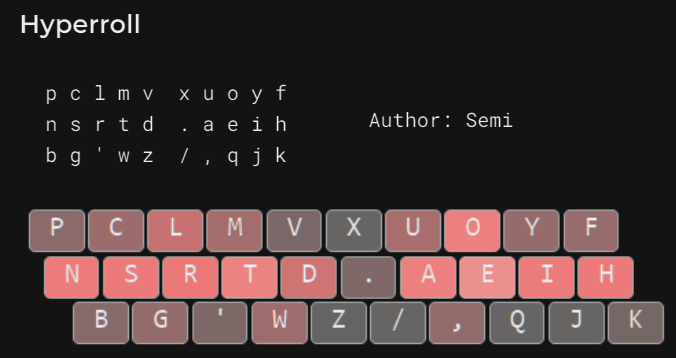 Hyperroll
p c l m v x u o y f
n s r t d . a e i h
b g ' w z / , q j k
Author: Semi
P C L M V X U O Y F
N S R T D . A E I H
B G ' W Z / , Q J K